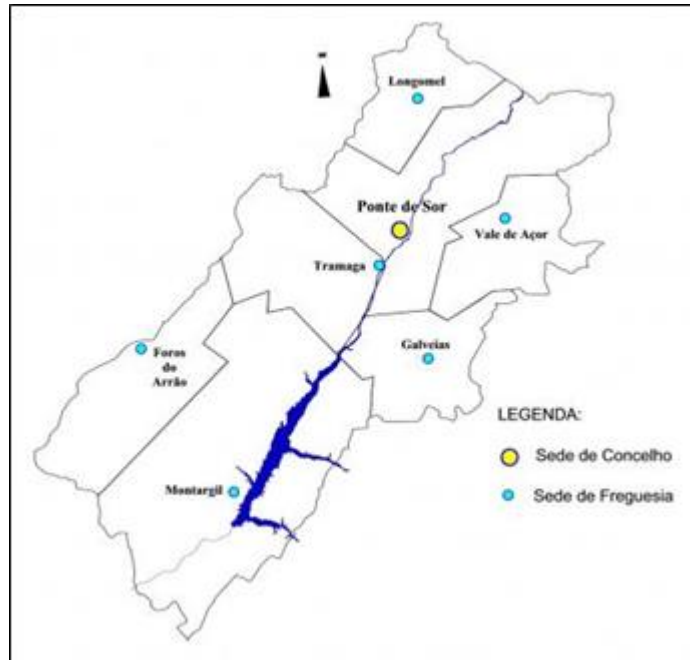 Longomel
Ponte de Sor
Vale de Açor
Tramaga
Foros
do
Arrão
Galveias
LEGENDA:
Sede de Concelho
Montargil
Sede de Freguesia